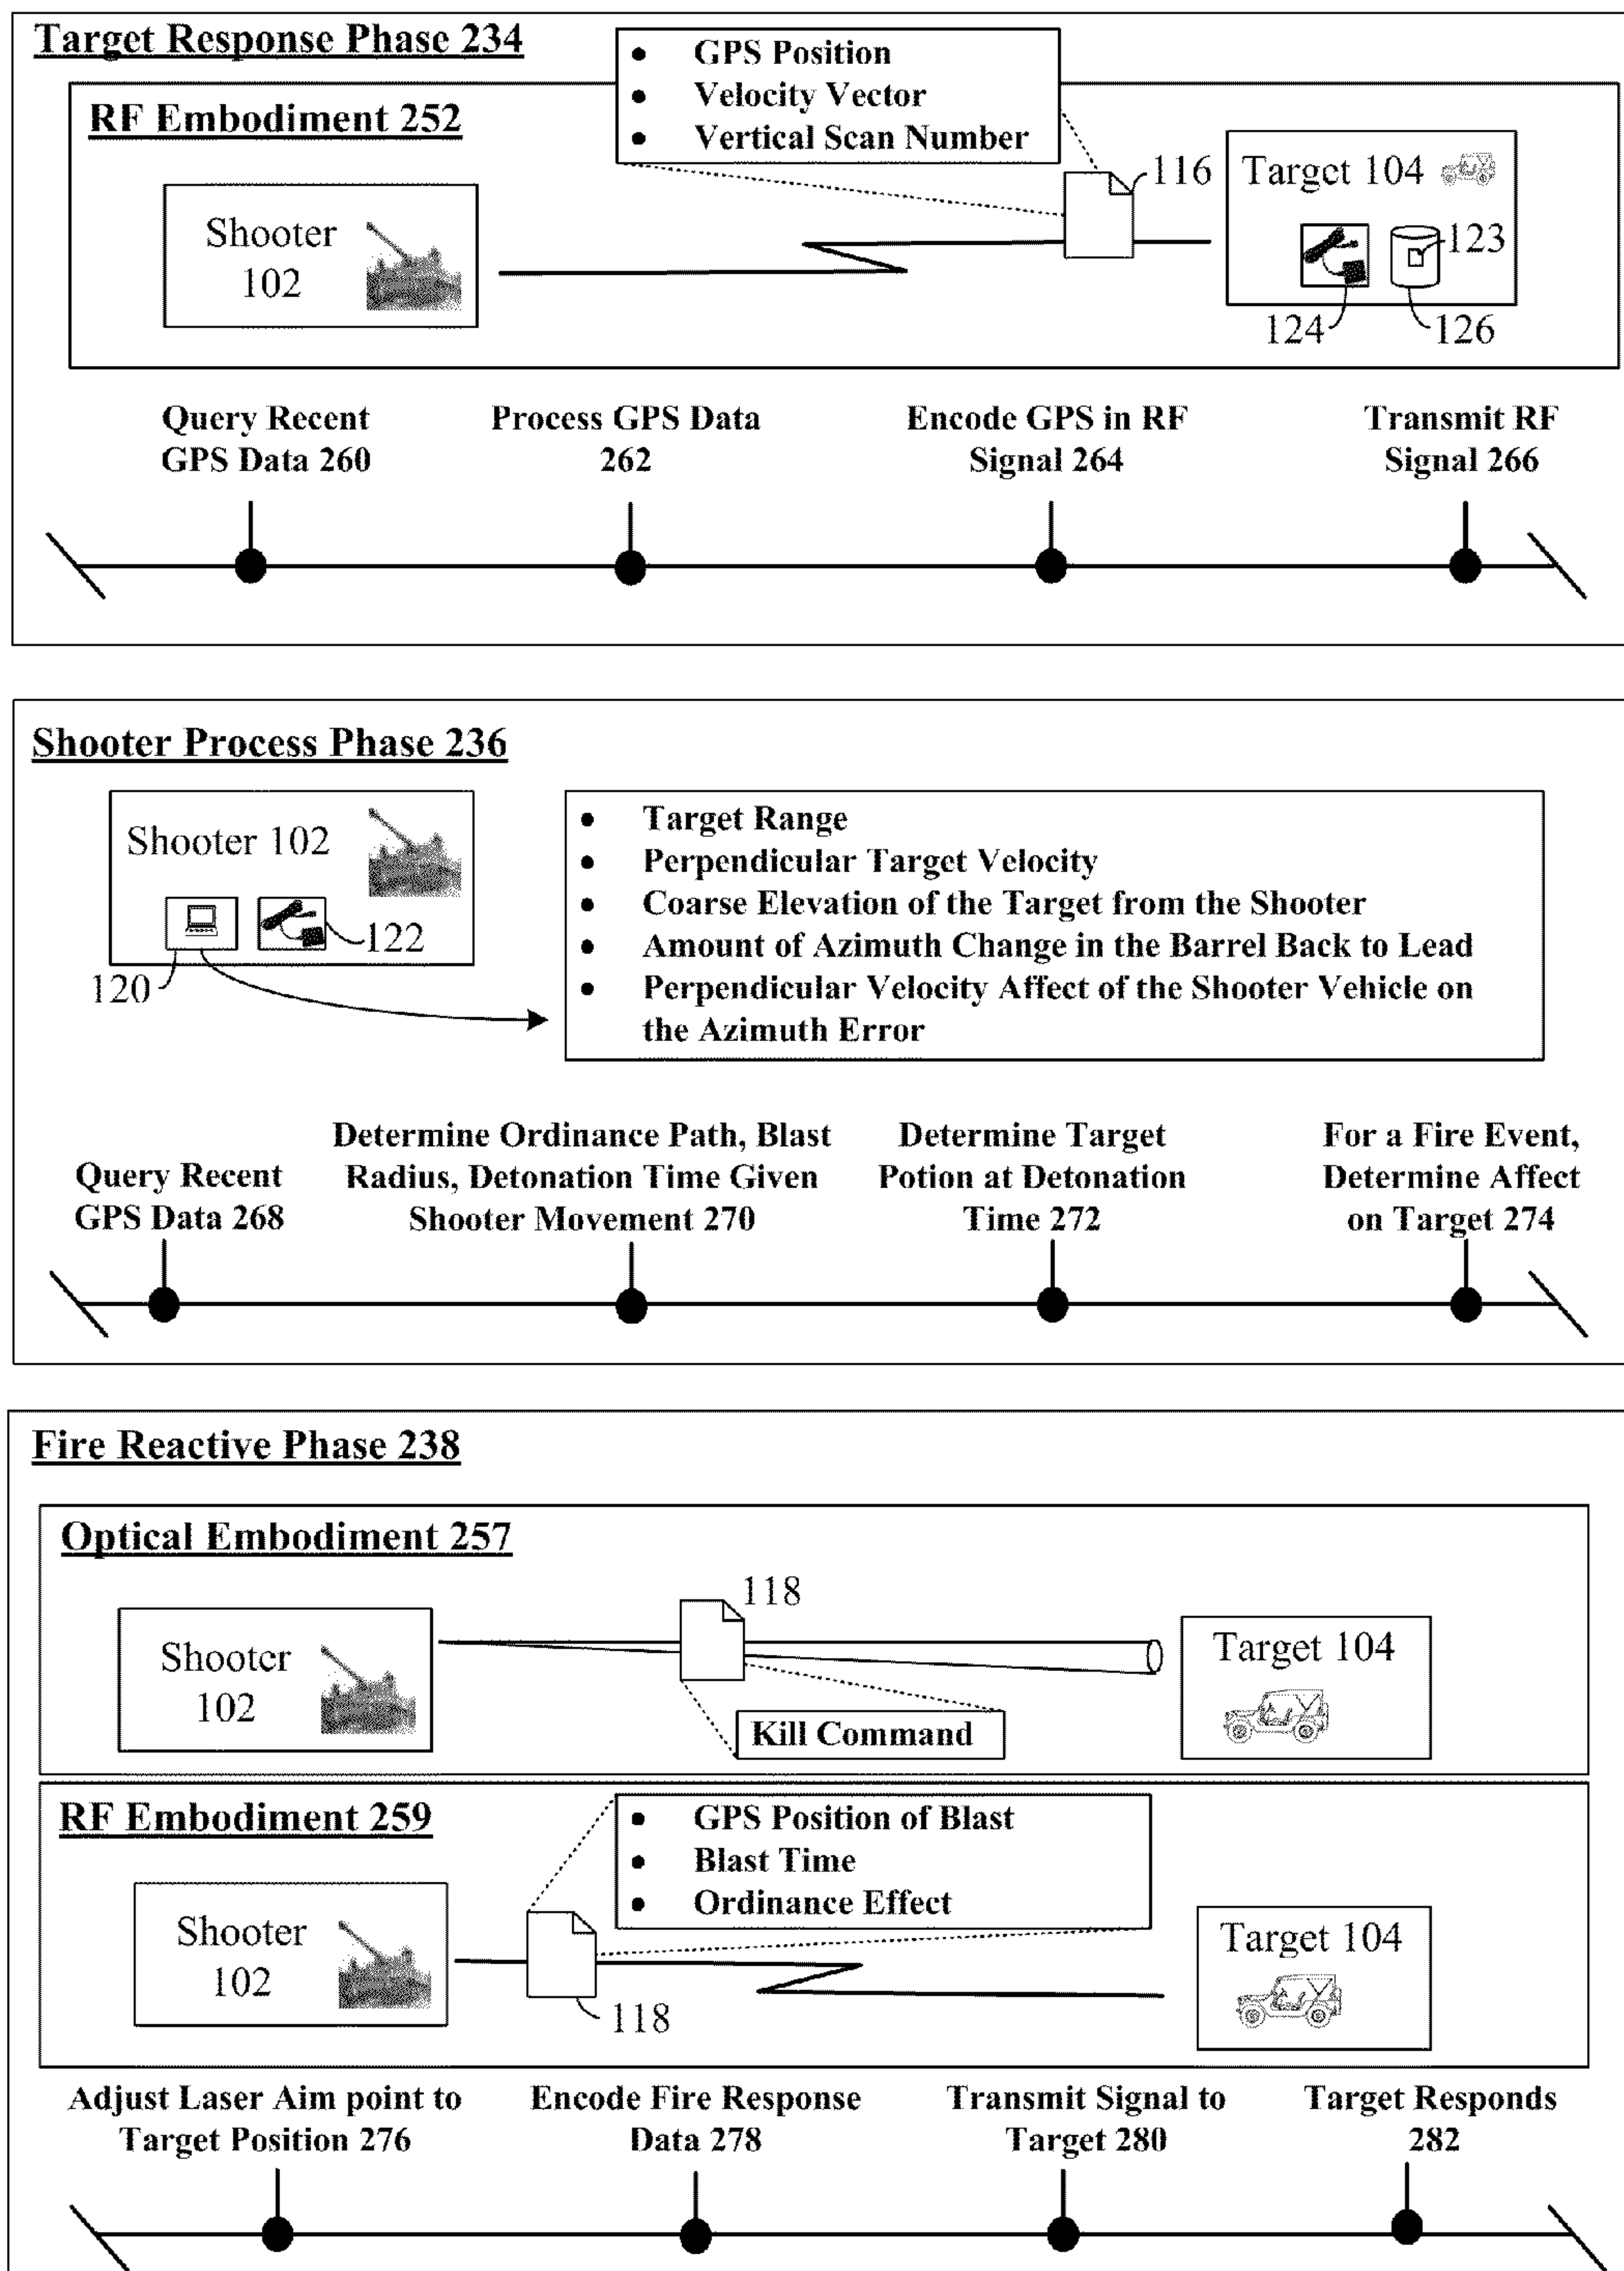 Target Response Phase 234
• GPS Position
• Velocity Vector
• Vertical Scan Number
RF Embodiment 252
Shooter
102
116
Target 104
123
124
126
Query Recent
GPS Data 260
Process GPS Data
262
Encode GPS in RF
Signal 264
Transmit RF
Signal 266
Shooter Process Phase 236
Shooter 102
122
120
• Target Range
• Perpendicular Target Velocity
• Coarse Elevation of the Target from the Shooter
• Amount of Azimuth Change in the Barrel Back to Lead
• Perpendicular Velocity Affect of the Shooter Vehicle on
the Azimuth Error
Query Recent
GPS Data 268
Determine Ordinance Path, Blast
Radius, Detonation Time Given
Shooter Movement 270
Determine Target
Potion at Detonation
Time 272
For a Fire Event,
Determine Affect
on Target 274
Fire Reactive Phase 238
Optical Embodiment 257
Shooter
102
118
Kill Command
Target 104
RF Embodiment 259
• GPS Position of Blast
• Blast Time
• Ordinance Effect
Shooter
102
118
Target 104
Adjust Laser Aim point to
Target Position 276
Encode Fire Response
Data 278
Transmit Signal to
Target 280
Target Responds
282